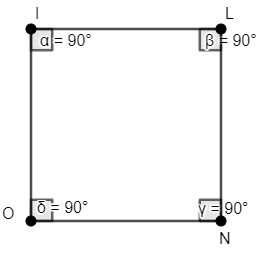 I L
α = 90° β = 90°
O δ = 90° γ = 90°
N